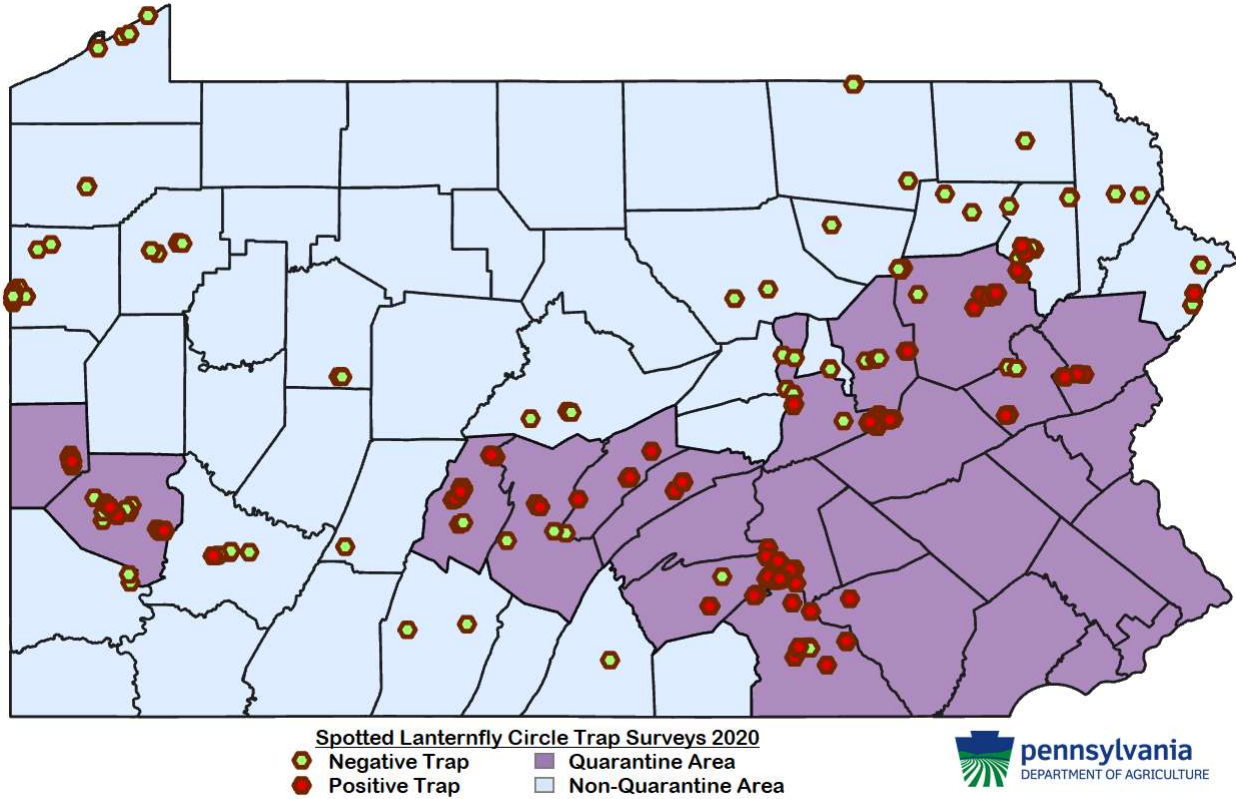 Spotted Lanternfly Circle Trap Surveys 2020
Negative Trap
Quarantine Area
Positive Trap
Non-Quarantine Area
pennsylvania
DEPARTMENT OF AGRICULTURE